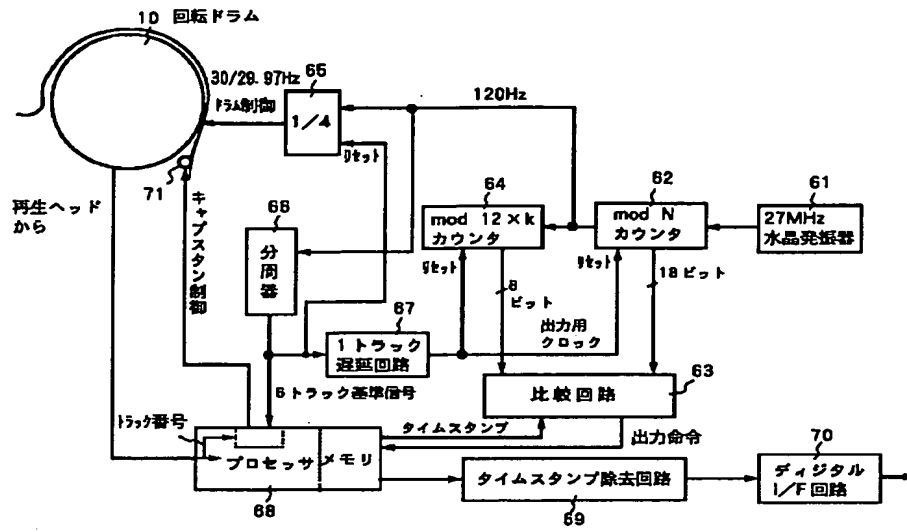 10 回転ドラム
30/29.97Hz
ドラム制御
65
1/4
リセット
120Hz
64
mod 12×k
カウンタ
リセット
62
mod N
カウンタ
リセット
61
27MHz
水晶発振器
71
再生ヘッド
から
キャプスタン制御
66
分周器
8
ビット
18ビット
67
1トラック
遅延回路
出力用
クロック
6トラック基準信号
比較回路
63
トラック番号
タイムスタンプ
出力命令
プロセッサ
メモリ
68
タイムスタンプ除去回路
69
70
ディジタル
I/F回路